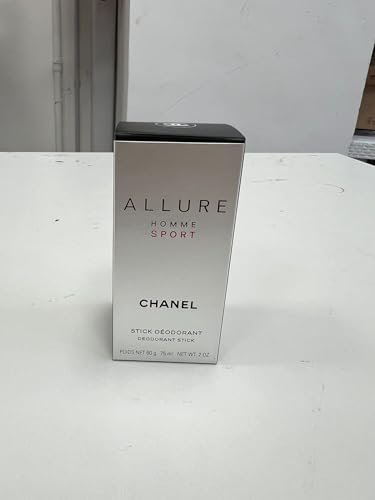 ALLURE
HOMME
SPORT
CHANEL
STICK DÉODORANT
DEODORANT STICK
POIDS NET 60 g 75 ml NET WT. 2 OZ.